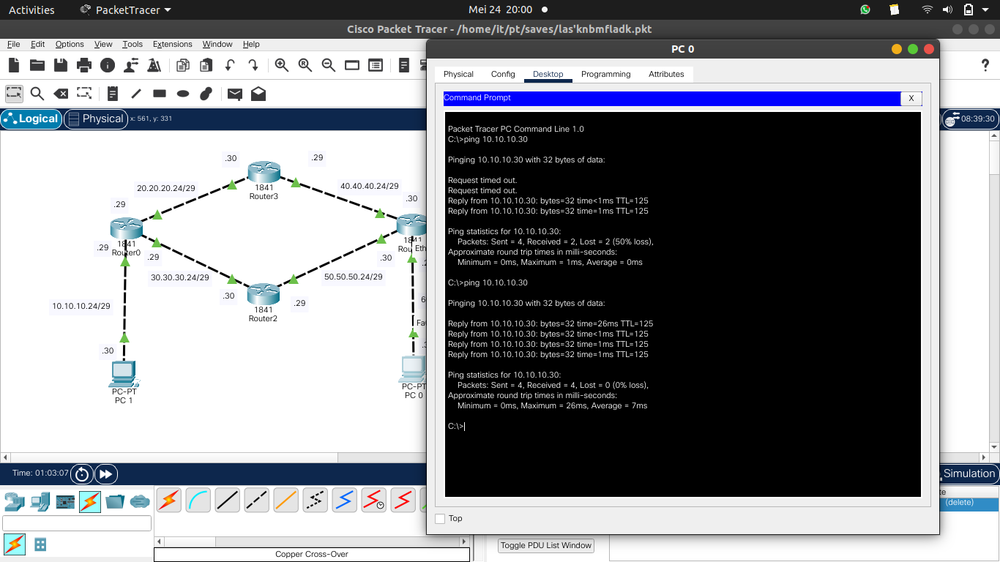 Activities
PacketTracer
Mei 24 20:00
Cisco Packet Tracer - /home/it/pt/saves/las'knbmfladk.pkt
File Edit Options View Tools Extensions Window Help
?
Logical
Physical
x: 561, y: 331
08:39:30
.30
.29
1841
Router3
20.20.20.24/29
40.40.40.24/29
.29
.30
1841
Router0
1841
Rou
Eth
.29
.29
.30
30.30.30.24/29
50.50.50.24/29
.30
.29
1841
Router2
10.10.10.24/29
Fa0
.30
PC-PT
PC 1
PC-PT
PC 0
Time: 01:03:07
Simulation
(delete)
Copper Cross-Over
Toggle PDU List Window
PC 0
Physical Config Desktop Programming Attributes
Command Prompt
X
Packet Tracer PC Command Line 1.0
C:\>ping 10.10.10.30
Pinging 10.10.10.30 with 32 bytes of data:
Request timed out.
Request timed out.
Reply from 10.10.10.30: bytes=32 time<1ms TTL=125
Reply from 10.10.10.30: bytes=32 time=1ms TTL=125
Ping statistics for 10.10.10.30:
Packets: Sent = 4, Received = 2, Lost = 2 (50% loss),
Approximate round trip times in milli-seconds:
Minimum = 0ms, Maximum = 1ms, Average = 0ms
C:\>ping 10.10.10.30
Pinging 10.10.10.30 with 32 bytes of data:
Reply from 10.10.10.30: bytes=32 time=26ms TTL=125
Reply from 10.10.10.30: bytes=32 time<1ms TTL=125
Reply from 10.10.10.30: bytes=32 time=1ms TTL=125
Reply from 10.10.10.30: bytes=32 time=1ms TTL=125
Ping statistics for 10.10.10.30:
Packets: Sent = 4, Received = 4, Lost = 0 (0% loss),
Approximate round trip times in milli-seconds:
Minimum = 0ms, Maximum = 26ms, Average = 7ms
C:\>
Top